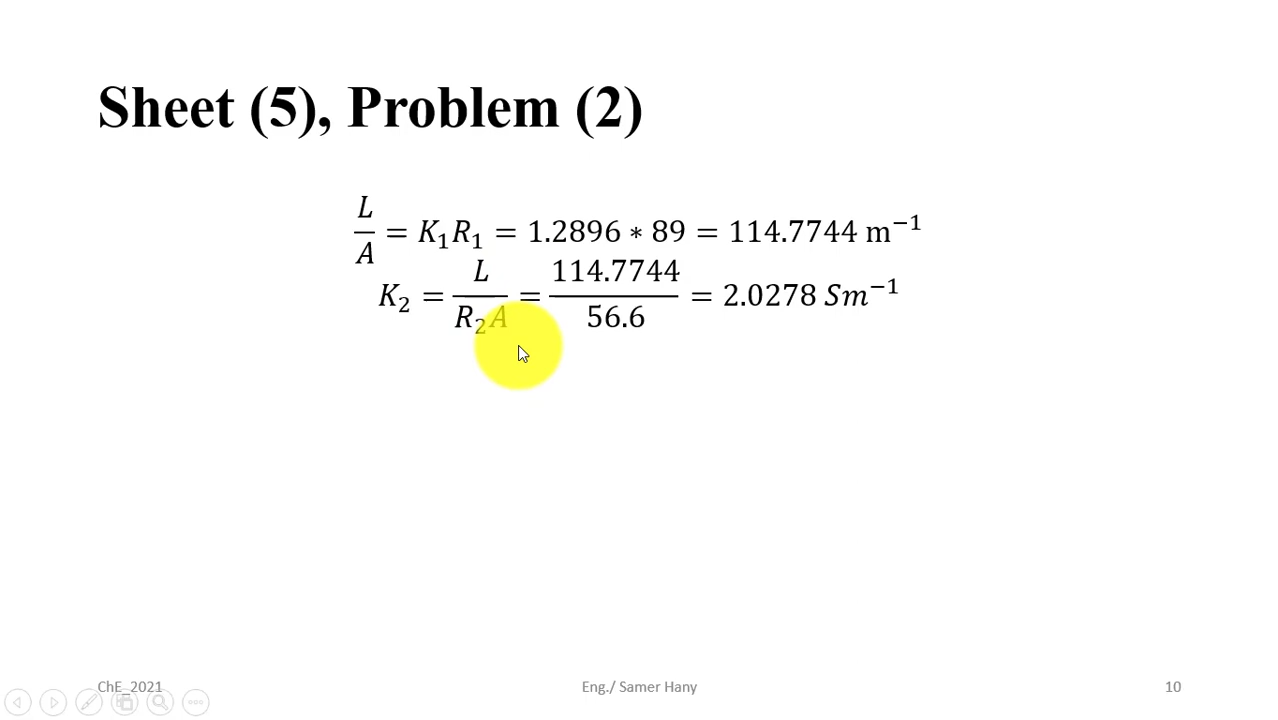 Sheet (5), Problem (2)
L/A = K₁R₁ = 1.2896 * 89 = 114.7744 m⁻¹
K₂ = L/R₂A = 114.7744/56.6 = 2.0278 Sm⁻¹
ChE_2021
Eng./ Samer Hany
10